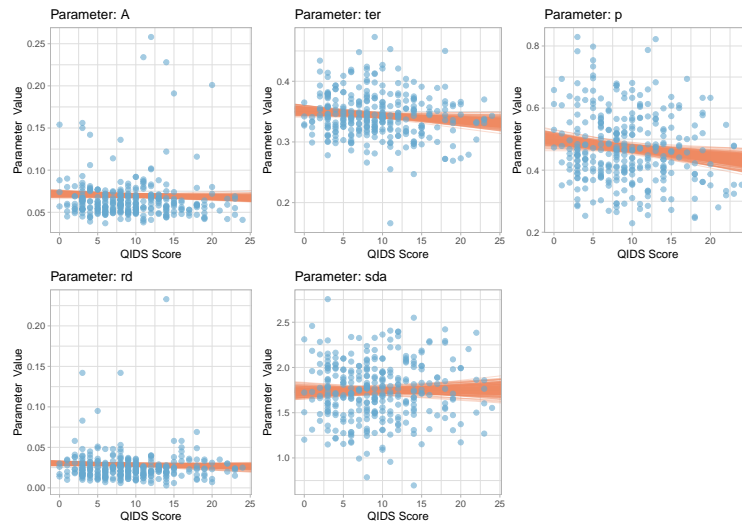 Parameter: A
Parameter: ter
Parameter: p
Parameter Value
0.25
0.20
0.15
0.10
0.05
0 5 10 15 20 25
QIDS Score
Parameter Value
0.4
0.3
0.2
0 5 10 15 20 25
QIDS Score
Parameter Value
0.8
0.6
0.4
0.2
0 5 10 15 20
QIDS Score
Parameter: rd
Parameter: sda
Parameter Value
0.20
0.15
0.10
0.05
0.00
0 5 10 15 20 25
QIDS Score
Parameter Value
2.5
2.0
1.5
1.0
0 5 10 15 20 25
QIDS Score